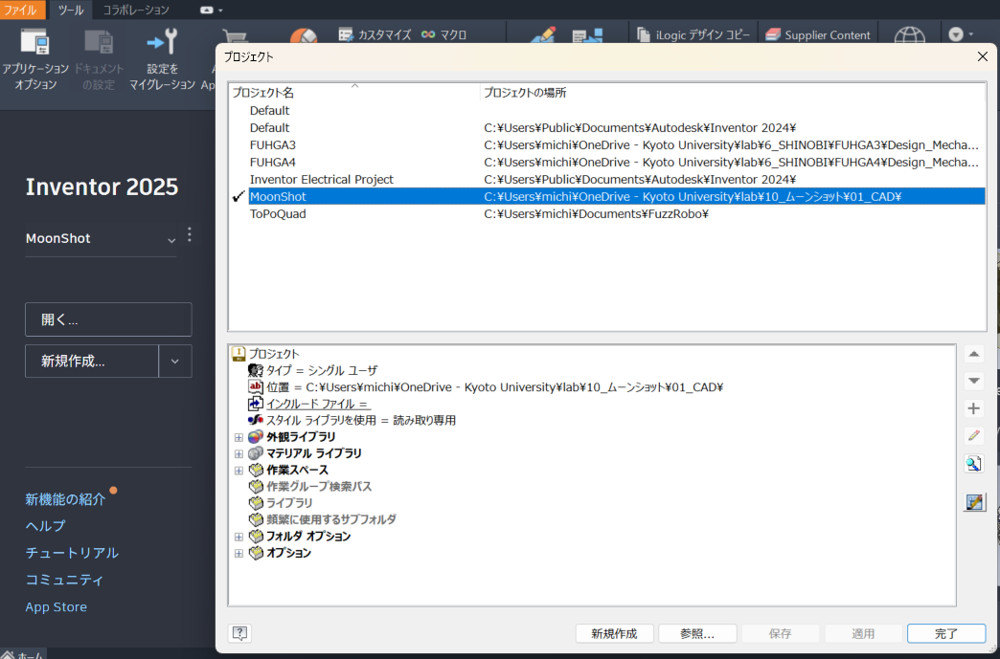 ファイル ツール コラボレーション
アプリケーション オプション
ドキュメント の設定
設定を マイグレーション
カスタマイズ マクロ
iLogic デザイン コピー
Supplier Content
Inventor 2025
MoonShot
開く...
新規作成...
新機能の紹介
ヘルプ
チュートリアル
コミュニティ
App Store
ホーム
プロジェクト
プロジェクト名 プロジェクトの場所
Default
Default C:¥Users¥Public¥Documents¥Autodesk¥Inventor 2024¥
FUHGA3 C:¥Users¥michi¥OneDrive - Kyoto University¥lab¥6_SHINOBI¥FUHGA3¥Design_Mecha...
FUHGA4 C:¥Users¥michi¥OneDrive - Kyoto University¥lab¥6_SHINOBI¥FUHGA4¥Design_Mecha...
Inventor Electrical Project C:¥Users¥Public¥Documents¥Autodesk¥Inventor 2024¥
MoonShot C:¥Users¥michi¥OneDrive - Kyoto University¥lab¥10_ムーンショット¥01_CAD¥
ToPoQuad C:¥Users¥michi¥Documents¥FuzzRobo¥
プロジェクト
タイプ = シングル ユーザ
位置 = C:¥Users¥michi¥OneDrive - Kyoto University¥lab¥10_ムーンショット¥01_CAD¥
インクルード ファイル =
スタイル ライブラリを使用 = 読み取り専用
外観ライブラリ
マテリアル ライブラリ
作業スペース
作業グループ検索パス
ライブラリ
頻繁に使用するサブフォルダ
フォルダ オプション
オプション
新規作成 参照... 保存 適用 完了